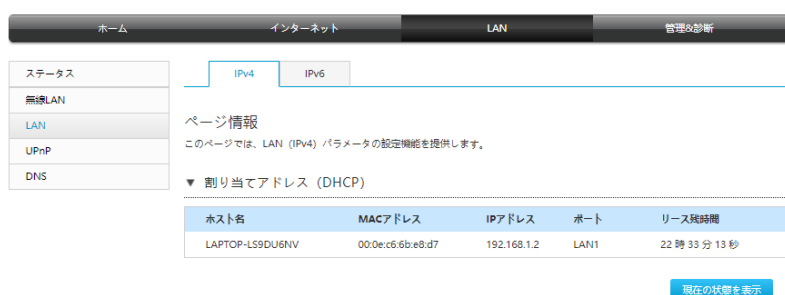 ホーム インターネット LAN 管理&診断
ステータス
無線LAN
LAN
UPnP
DNS
IPv4 IPv6
ページ情報
このページでは、LAN（IPv4）パラメータの設定機能を提供します。
▼ 割り当てアドレス（DHCP）
ホスト名 MACアドレス IPアドレス ポート リース残時間
LAPTOP-LS9DU6NV 00:0e:c6:6b:e8:d7 192.168.1.2 LAN1 22 時 33 分 13 秒
現在の状態を表示